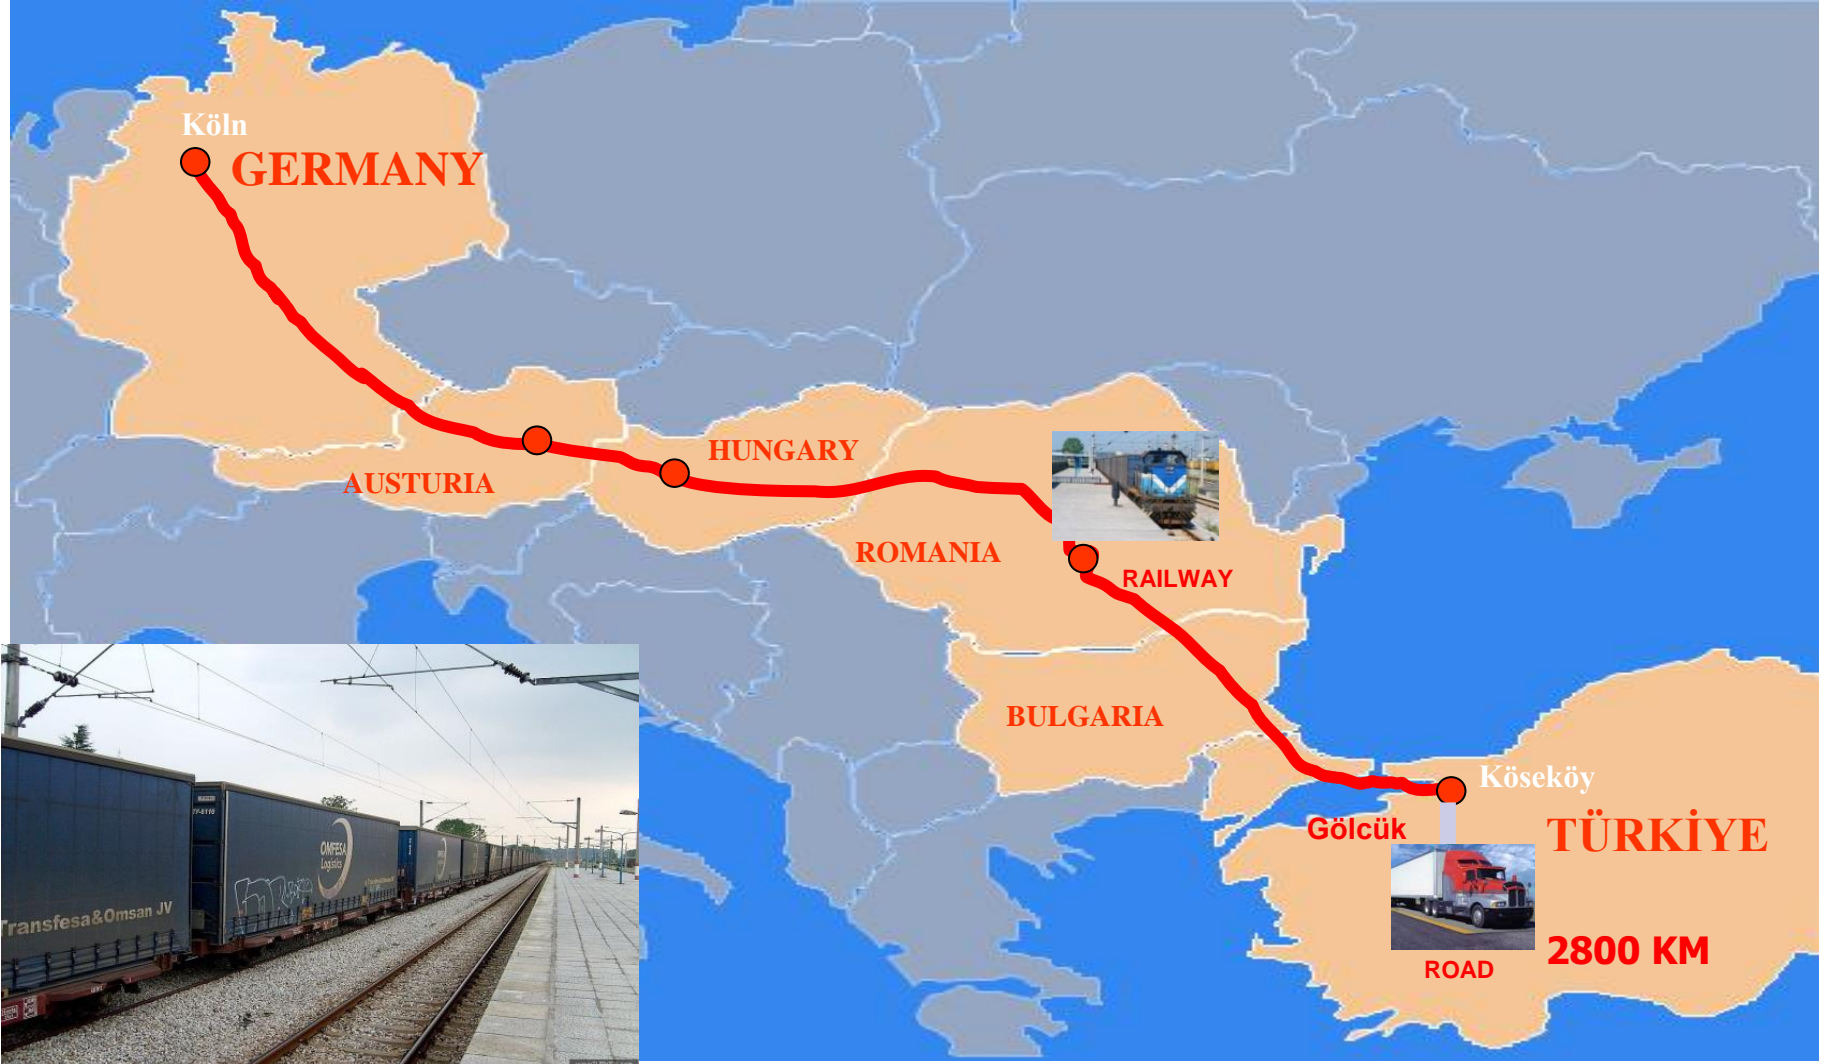 Köln
GERMANY
HUNGARY
AUSTURIA
ROMANIA
RAILWAY
BULGARIA
Köseköy
Gölcük
TÜRKİYE
2800 KM
ROAD
OMFESA
Logistics
Transfesa&Omsan JV